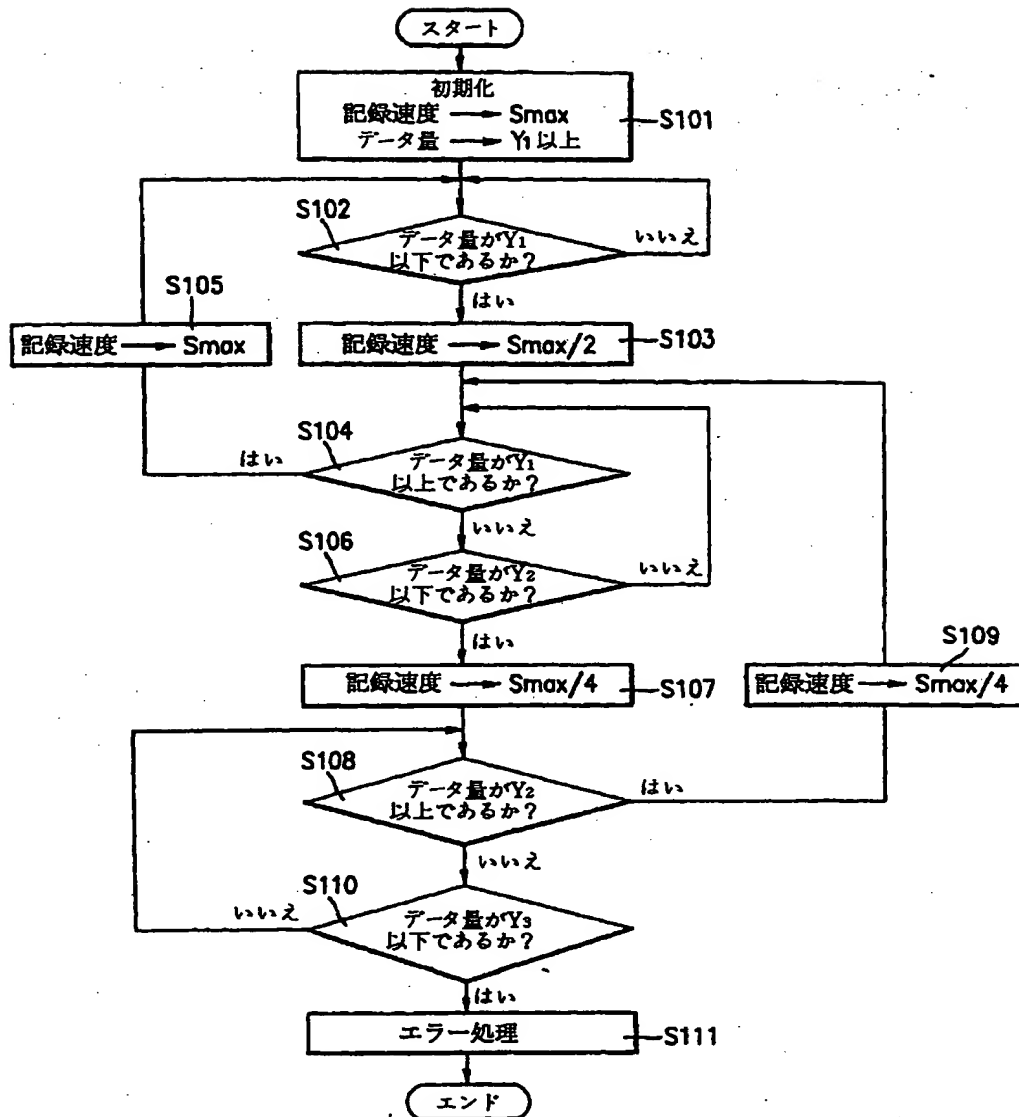 スタート
初期化
記録速度 → Smax
データ量 → Y1以上
S101
S102
データ量がY1
以下であるか?
いいえ
はい
S105
記録速度 → Smax
記録速度 → Smax/2
S103
S104
はい
データ量がY1
以上であるか?
いいえ
S106
データ量がY2
以下であるか?
いいえ
はい
記録速度 → Smax/4
S107
S109
記録速度 → Smax/4
S108
データ量がY2
以上であるか?
はい
いいえ
S110
いいえ
データ量がY3
以下であるか?
はい
エラー処理
S111
エンド